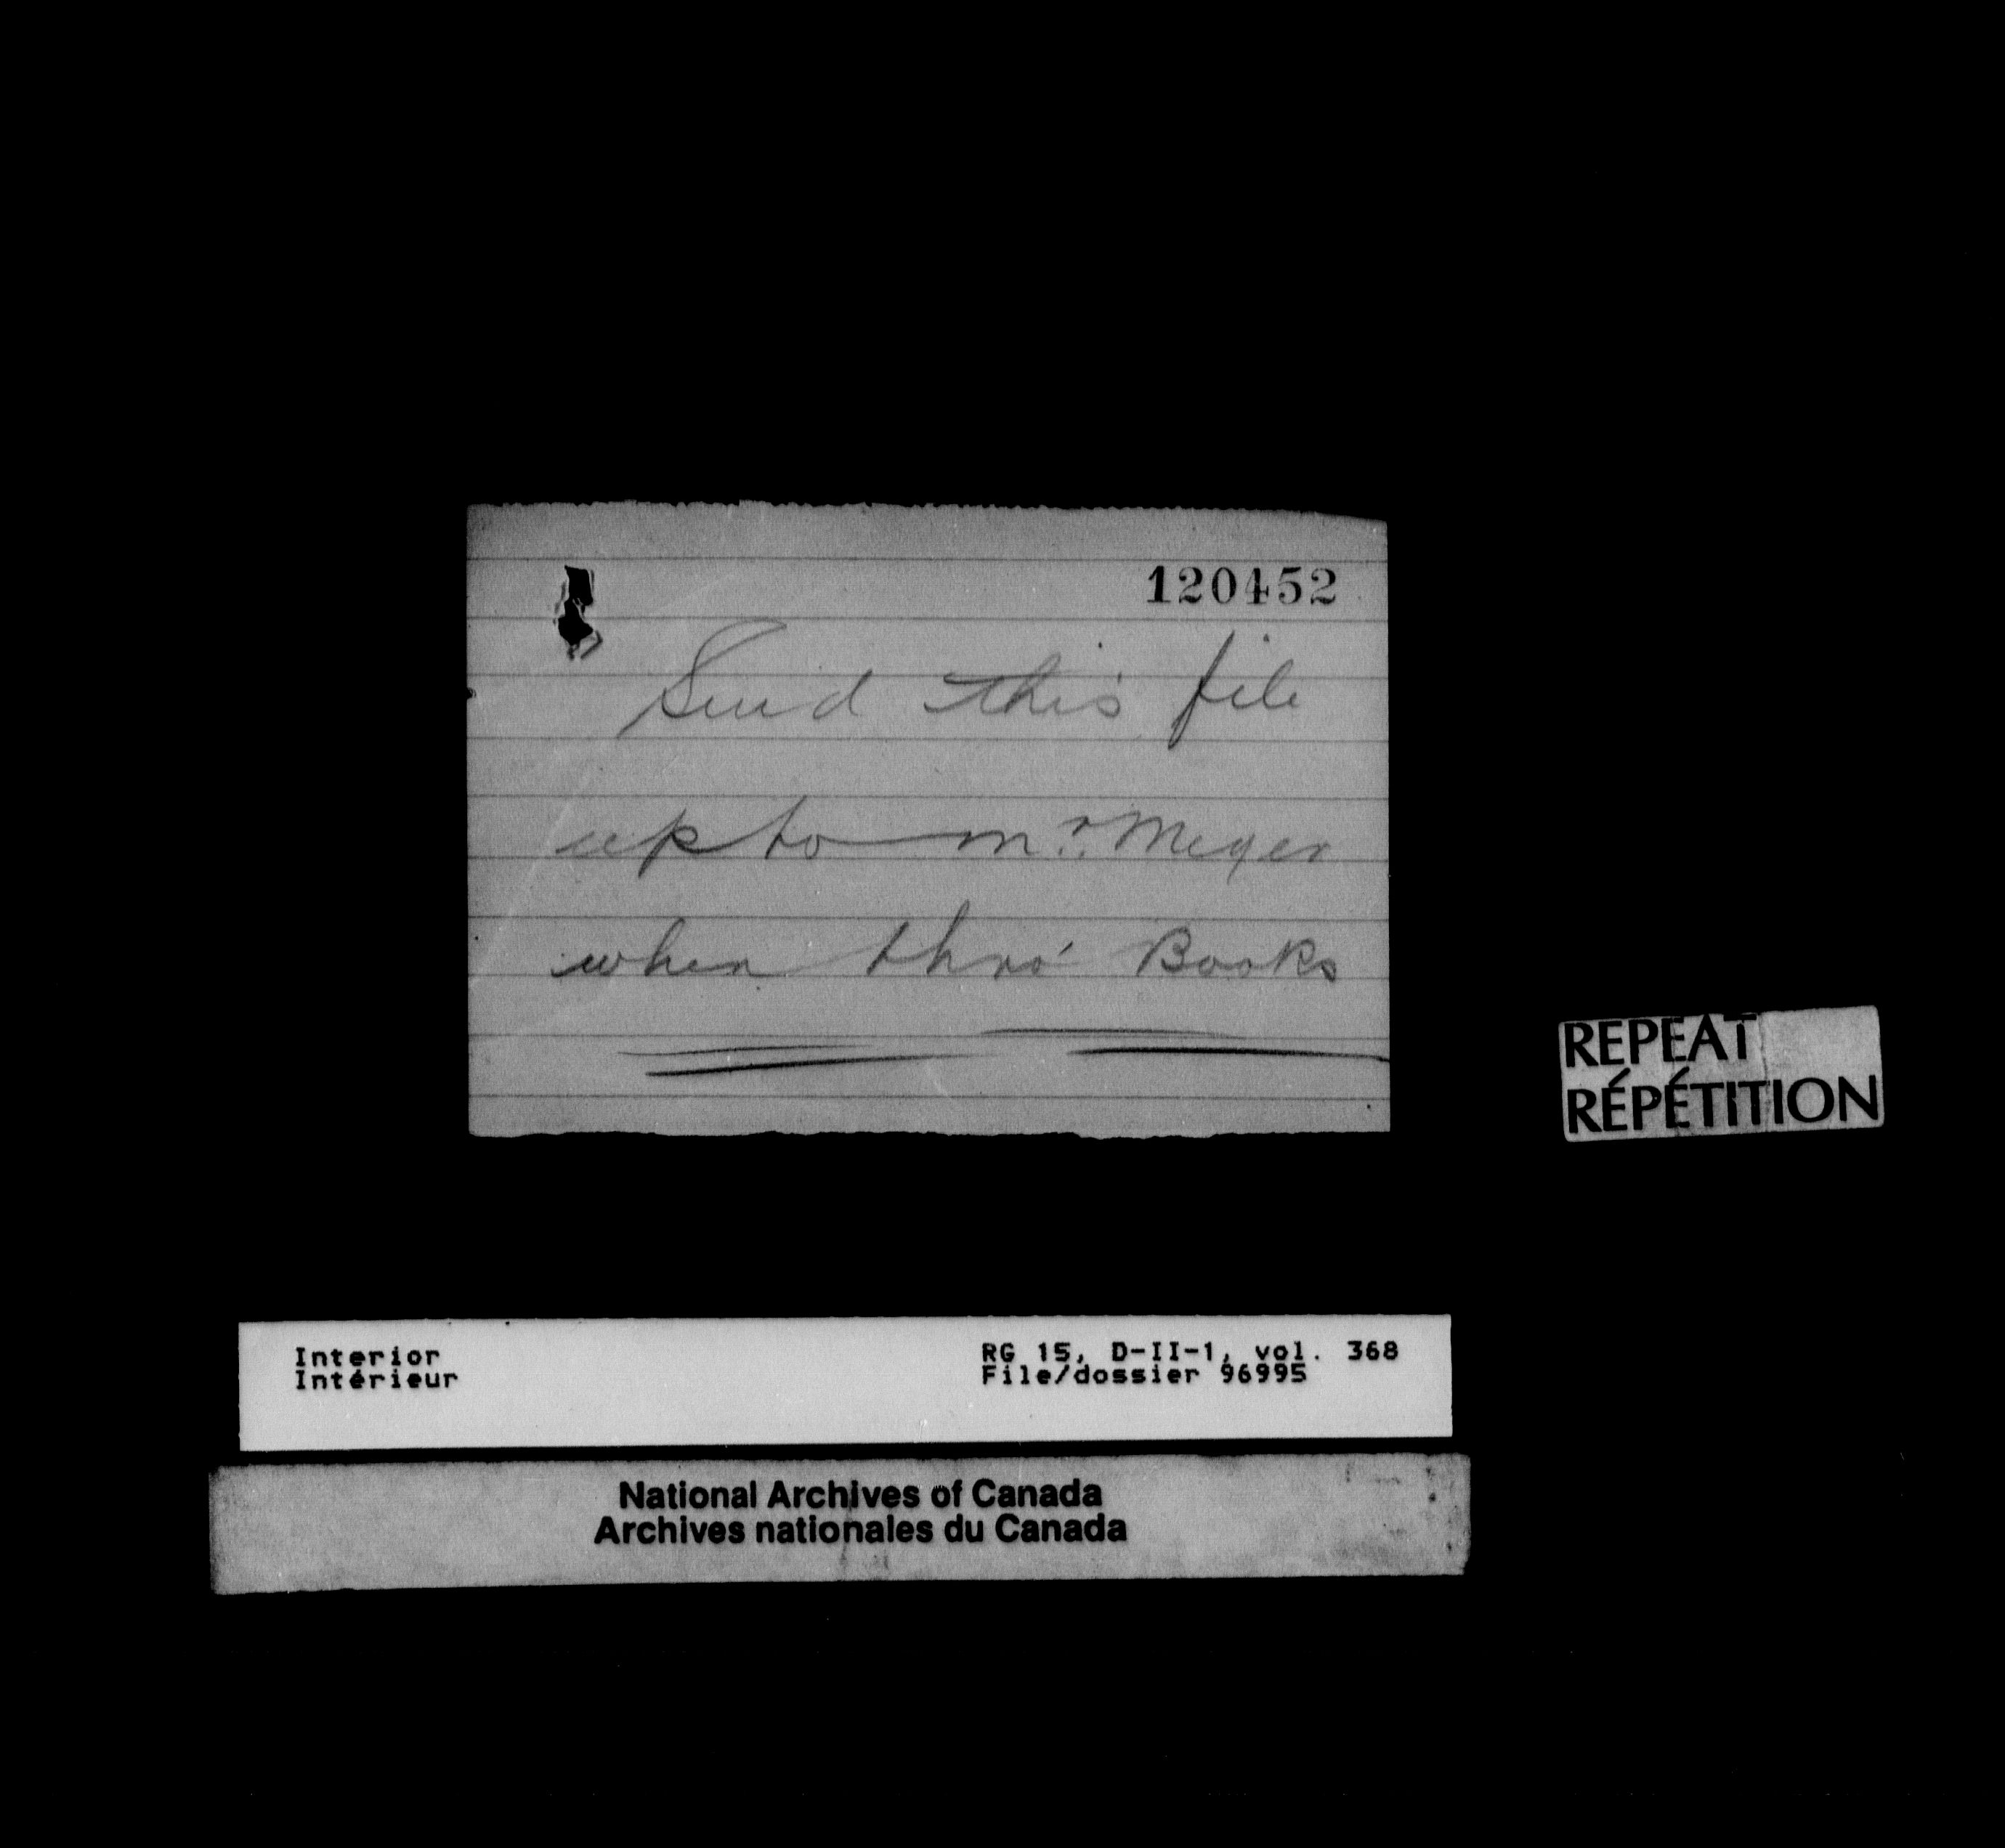 120452
Send this file
up to Mr. Meyer
when thro' Books
REPEAT
RÉPÉTITION
Interior
Intérieur
RG 15, D-II-1, vol. 368
File/dossier 96995
National Archives of Canada
Archives nationales du Canada